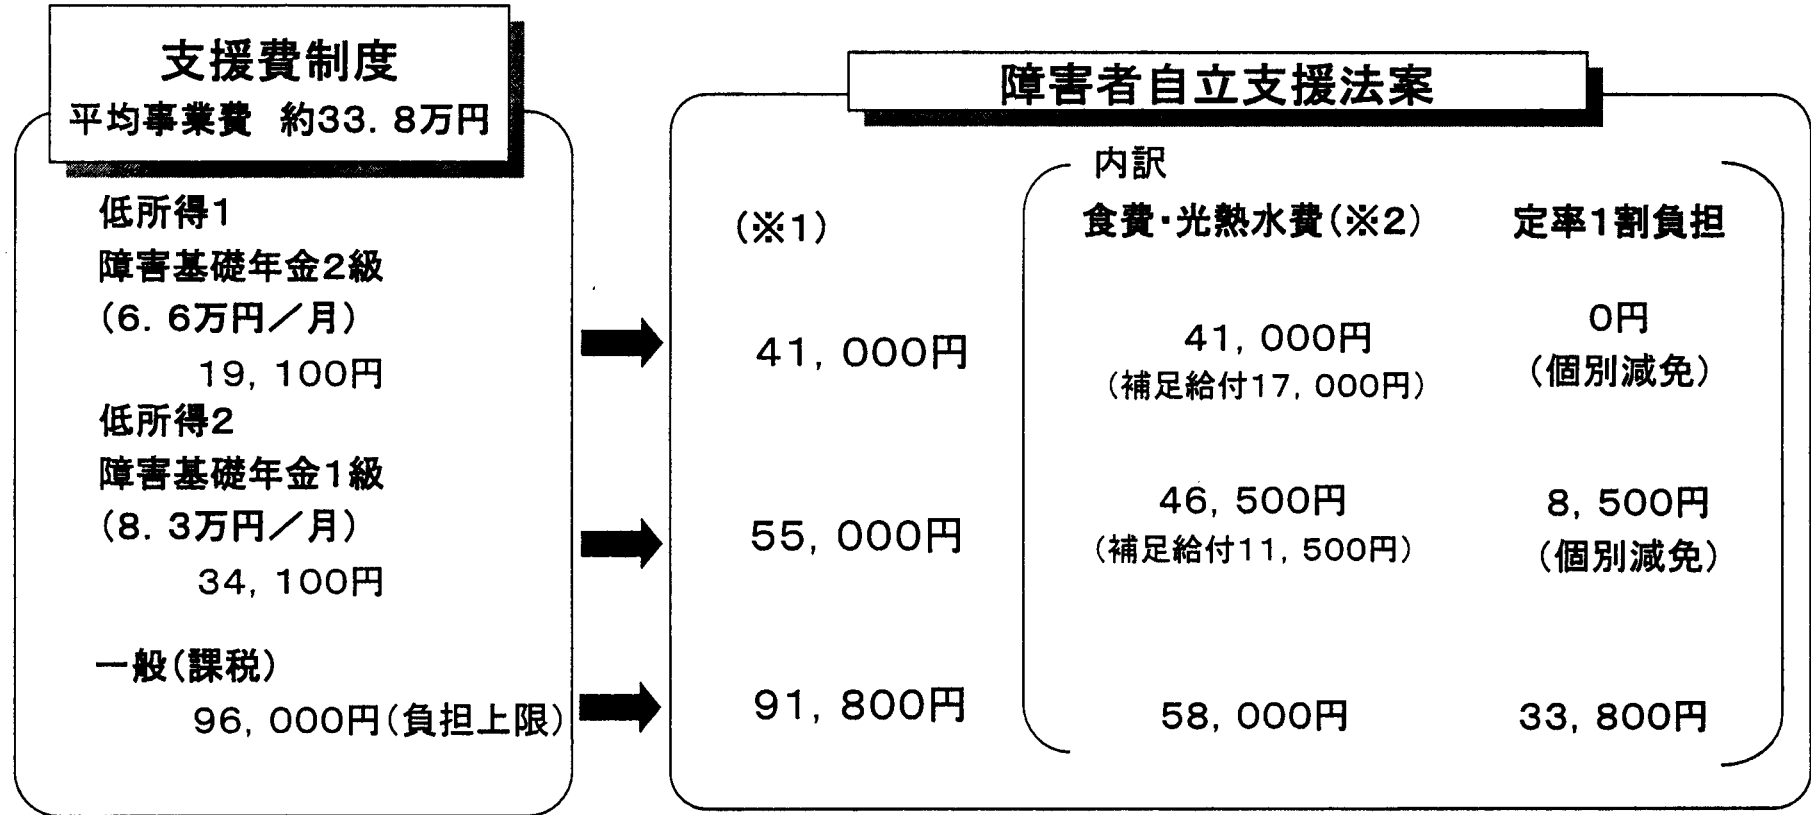 支援費制度
平均事業費 約33.8万円
低所得1
障害基礎年金2級
(6.6万円/月)
19,100円
低所得2
障害基礎年金1級
(8.3万円/月)
34,100円
一般(課税)
96,000円(負担上限)
障害者自立支援法案
内訳
(※1) 食費・光熱水費(※2) 定率1割負担
41,000円 41,000円 0円
(補足給付17,000円) (個別減免)
55,000円 46,500円 8,500円
(補足給付11,500円) (個別減免)
91,800円 58,000円 33,800円